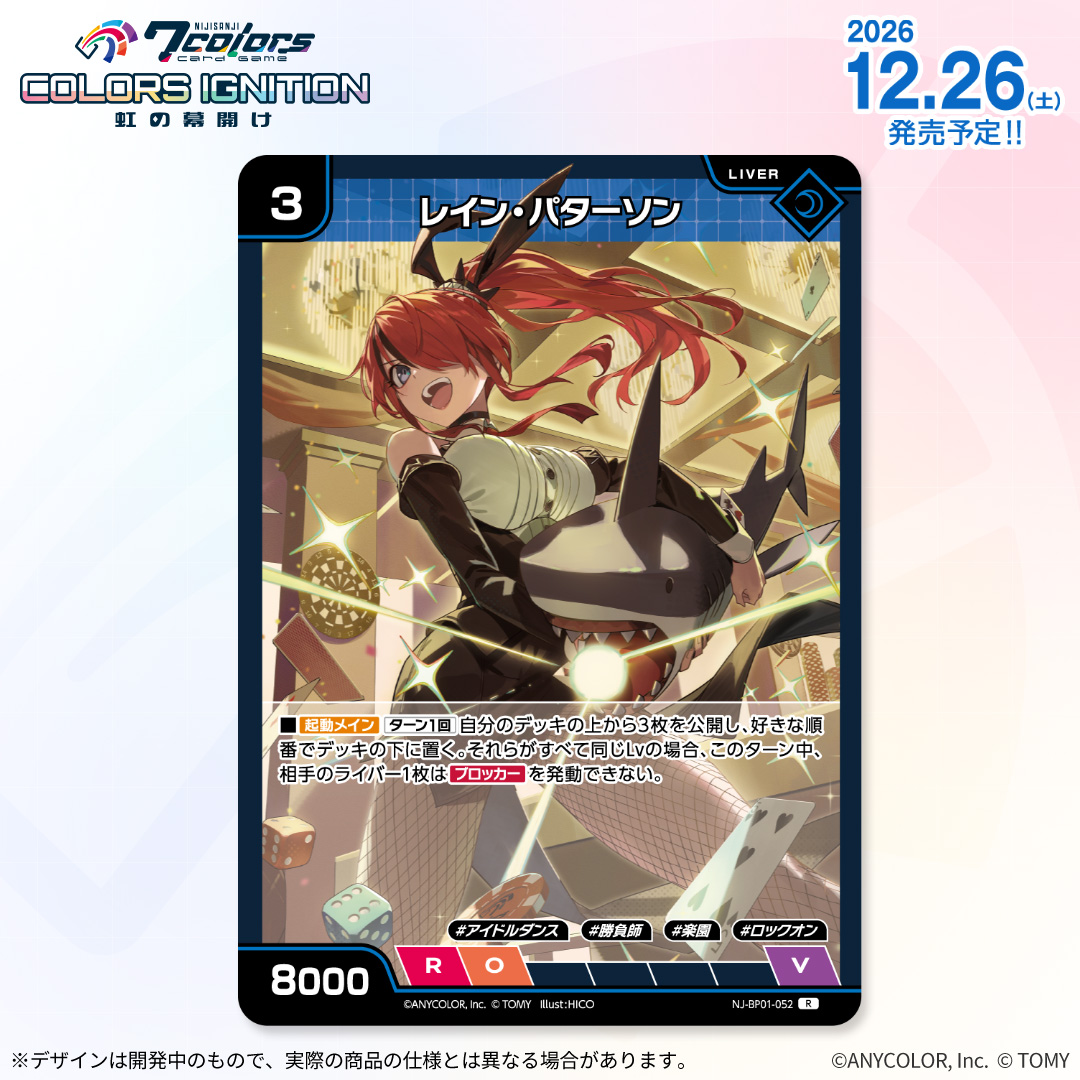 NIJISANJI
7colors
card game
COLORS IGNITION
虹の幕開け
2026
12.26(土)
発売予定!!
3
レイン・パターソン
LIVER
■ 起動メイン ターン1回 自分のデッキの上から3枚を公開し、好きな順
番でデッキの下に置く。それらがすべて同じLvの場合、このターン中、
相手のライバー1枚は ブロッカー を発動できない。
#アイドルダンス #勝負師 #楽園 #ロックオン
8000
R O V
©ANYCOLOR, Inc. © TOMY Illust:HICO
NJ-BP01-052 R
※デザインは開発中のもので、実際の商品の仕様とは異なる場合があります。
©ANYCOLOR, Inc. © TOMY